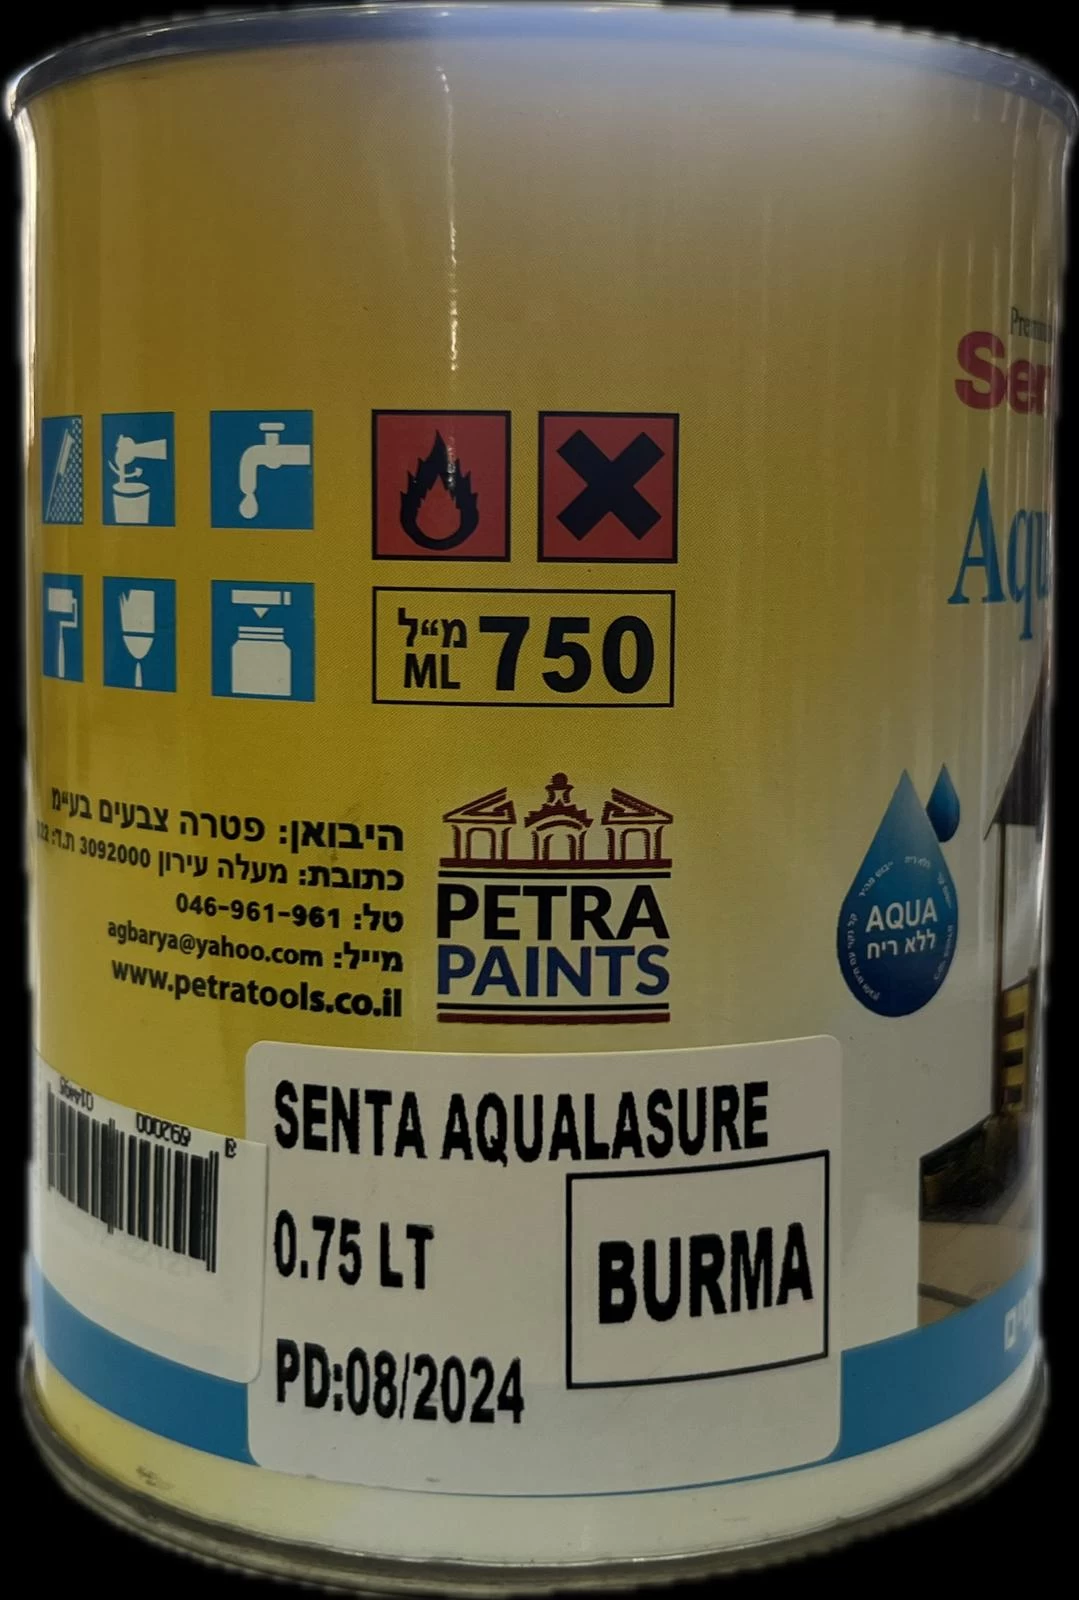 Sen
Aqu
750 מ״ל
ML
היבואן: פטרה צבעים בע״מ
כתובת: מעלה עירון 3092000 ת.ד:
טל: 046-961-961
מייל: agbarya@yahoo.com
www.petratools.co.il
PETRA
PAINTS
AQUA
ללא ריח
SENTA AQUALASURE
0.75 LT
BURMA
PD:08/2024